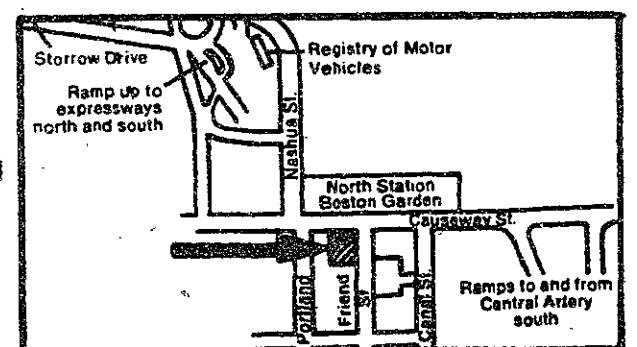 Storrow Drive
Registry of Motor
Vehicles
Ramp up to
expressways
north and south
Nashua St.
North Station
Boston Garden
Causeway St.
Portland
Friend
St
Canal St.
Ramps to and from
Central Artery
south